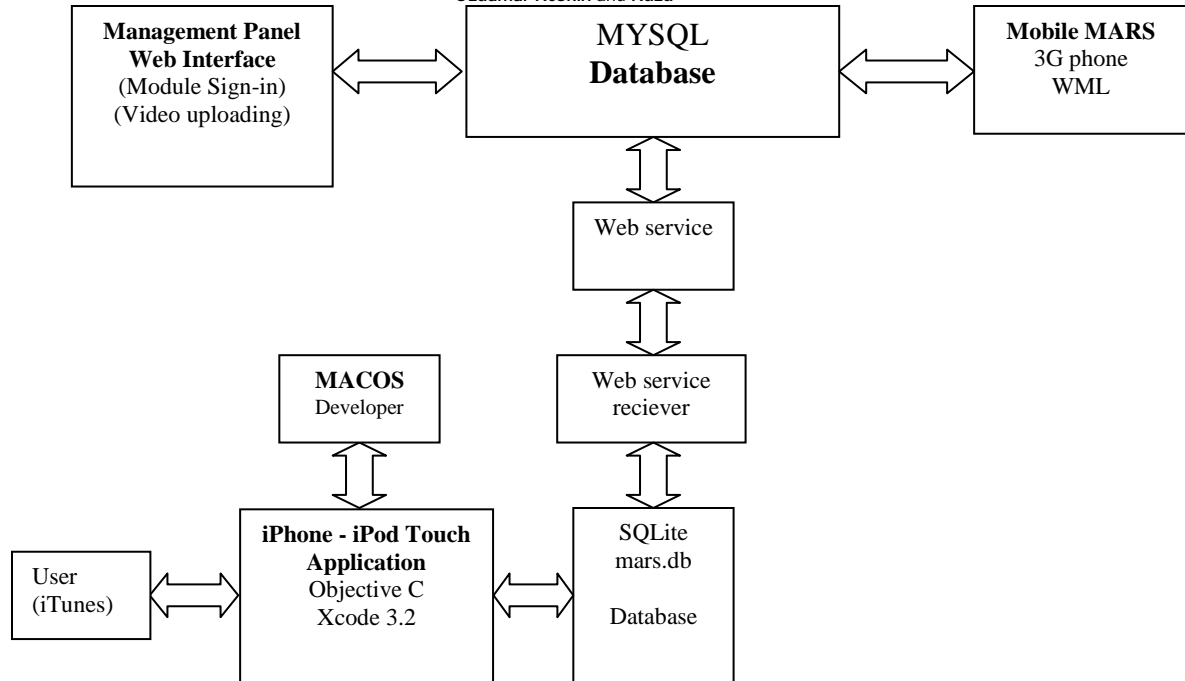 Management Panel
Web Interface
(Module Sign-in)
(Video uploading)
MYSQL
Database
Mobile MARS
3G phone
WML
Web service
MACOS
Developer
Web service
reciever
iPhone - iPod Touch
Application
Objective C
Xcode 3.2
SQLite
mars.db
Database
User
(iTunes)